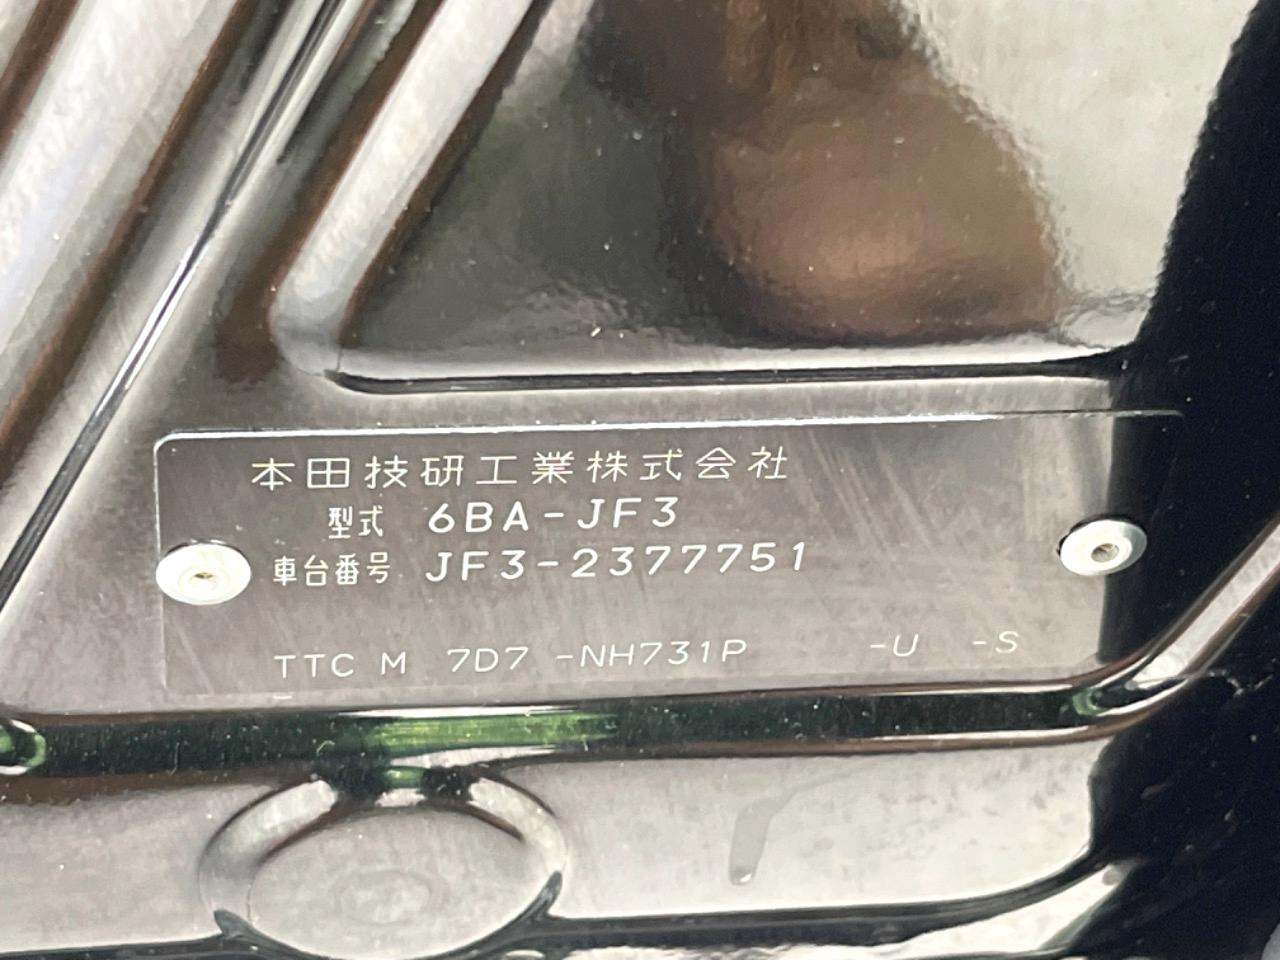 本田技研工業株式会社
型式 6BA-JF3
車台番号 JF3-2377751
TTC M 7D7 -NH731P -U -S